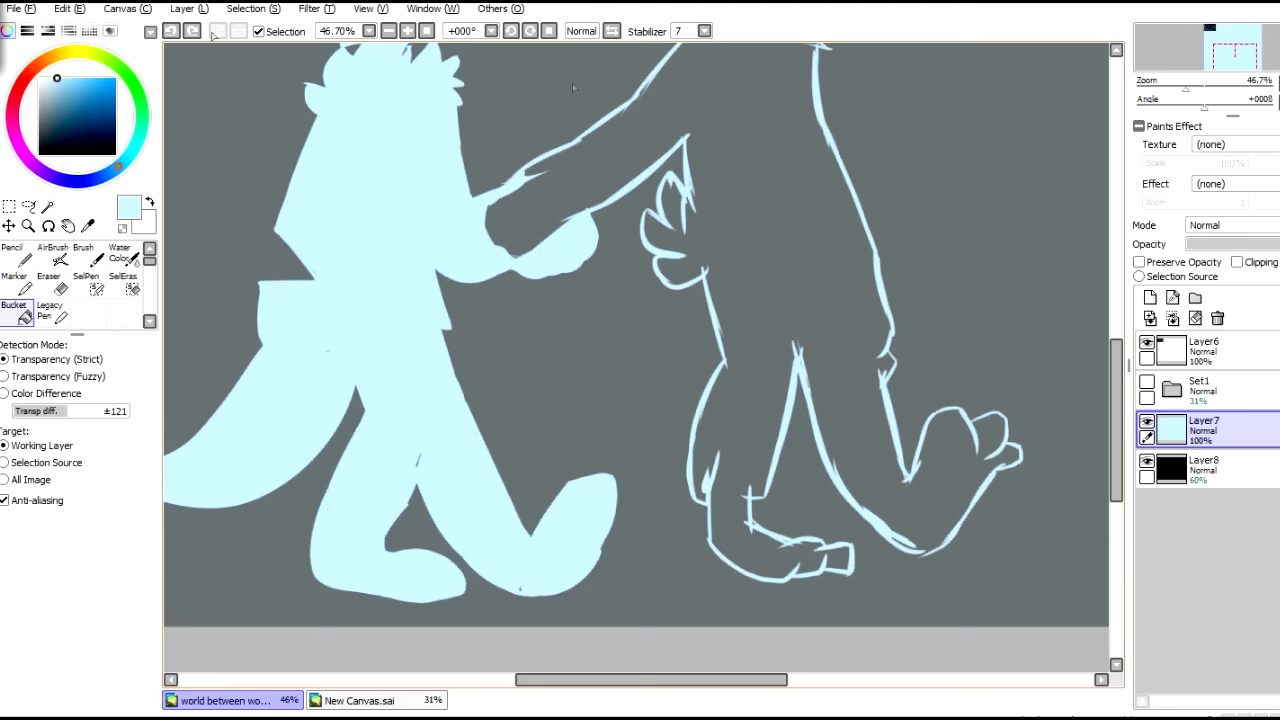 File (F) Edit (E) Canvas (C) Layer (L) Selection (S) Filter (T) View (V) Window (W) Others (O)
Selection 46.70% +000° Normal Stabilizer 7
Zoom 46.7%
Angle +000ß
Paints Effect
Texture (none)
Scale 100%
Effect (none)
Width 1
Mode Normal
Opacity
Preserve Opacity Clipping
Selection Source
Pencil AirBrush Brush Water Color
Marker Eraser SelPen SelEras
Bucket Legacy Pen
Detection Mode:
Transparency (Strict)
Transparency (Fuzzy)
Color Difference
Transp diff. ±121
Target:
Working Layer
Selection Source
All Image
Anti-aliasing
Layer6
Normal
100%
Set1
Normal
31%
Layer7
Normal
100%
Layer8
Normal
60%
world between wo... 46% New Canvas.sai 31%